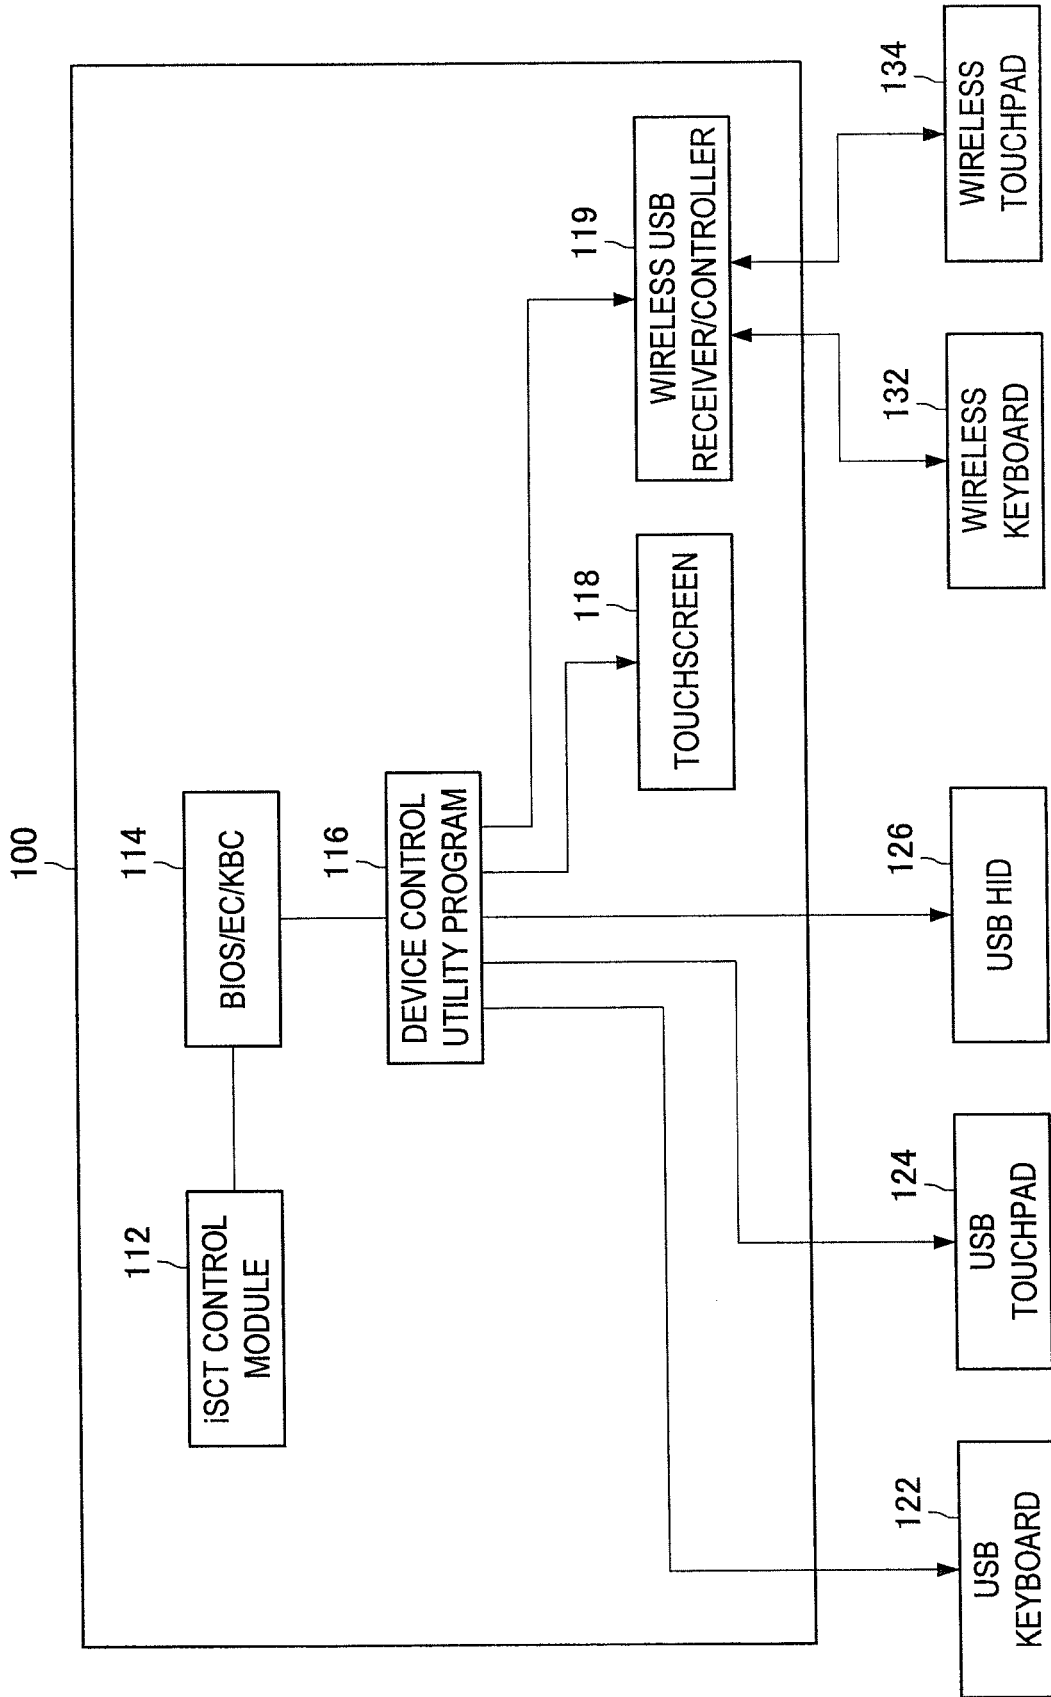 100
114
BIOS/EC/KBC
112
iSCT CONTROL
MODULE
116
DEVICE CONTROL
UTILITY PROGRAM
118
TOUCHSCREEN
119
WIRELESS USB
RECEIVER/CONTROLLER
122
USB
KEYBOARD
124
USB
TOUCHPAD
126
USB HID
132
WIRELESS
KEYBOARD
134
WIRELESS
TOUCHPAD